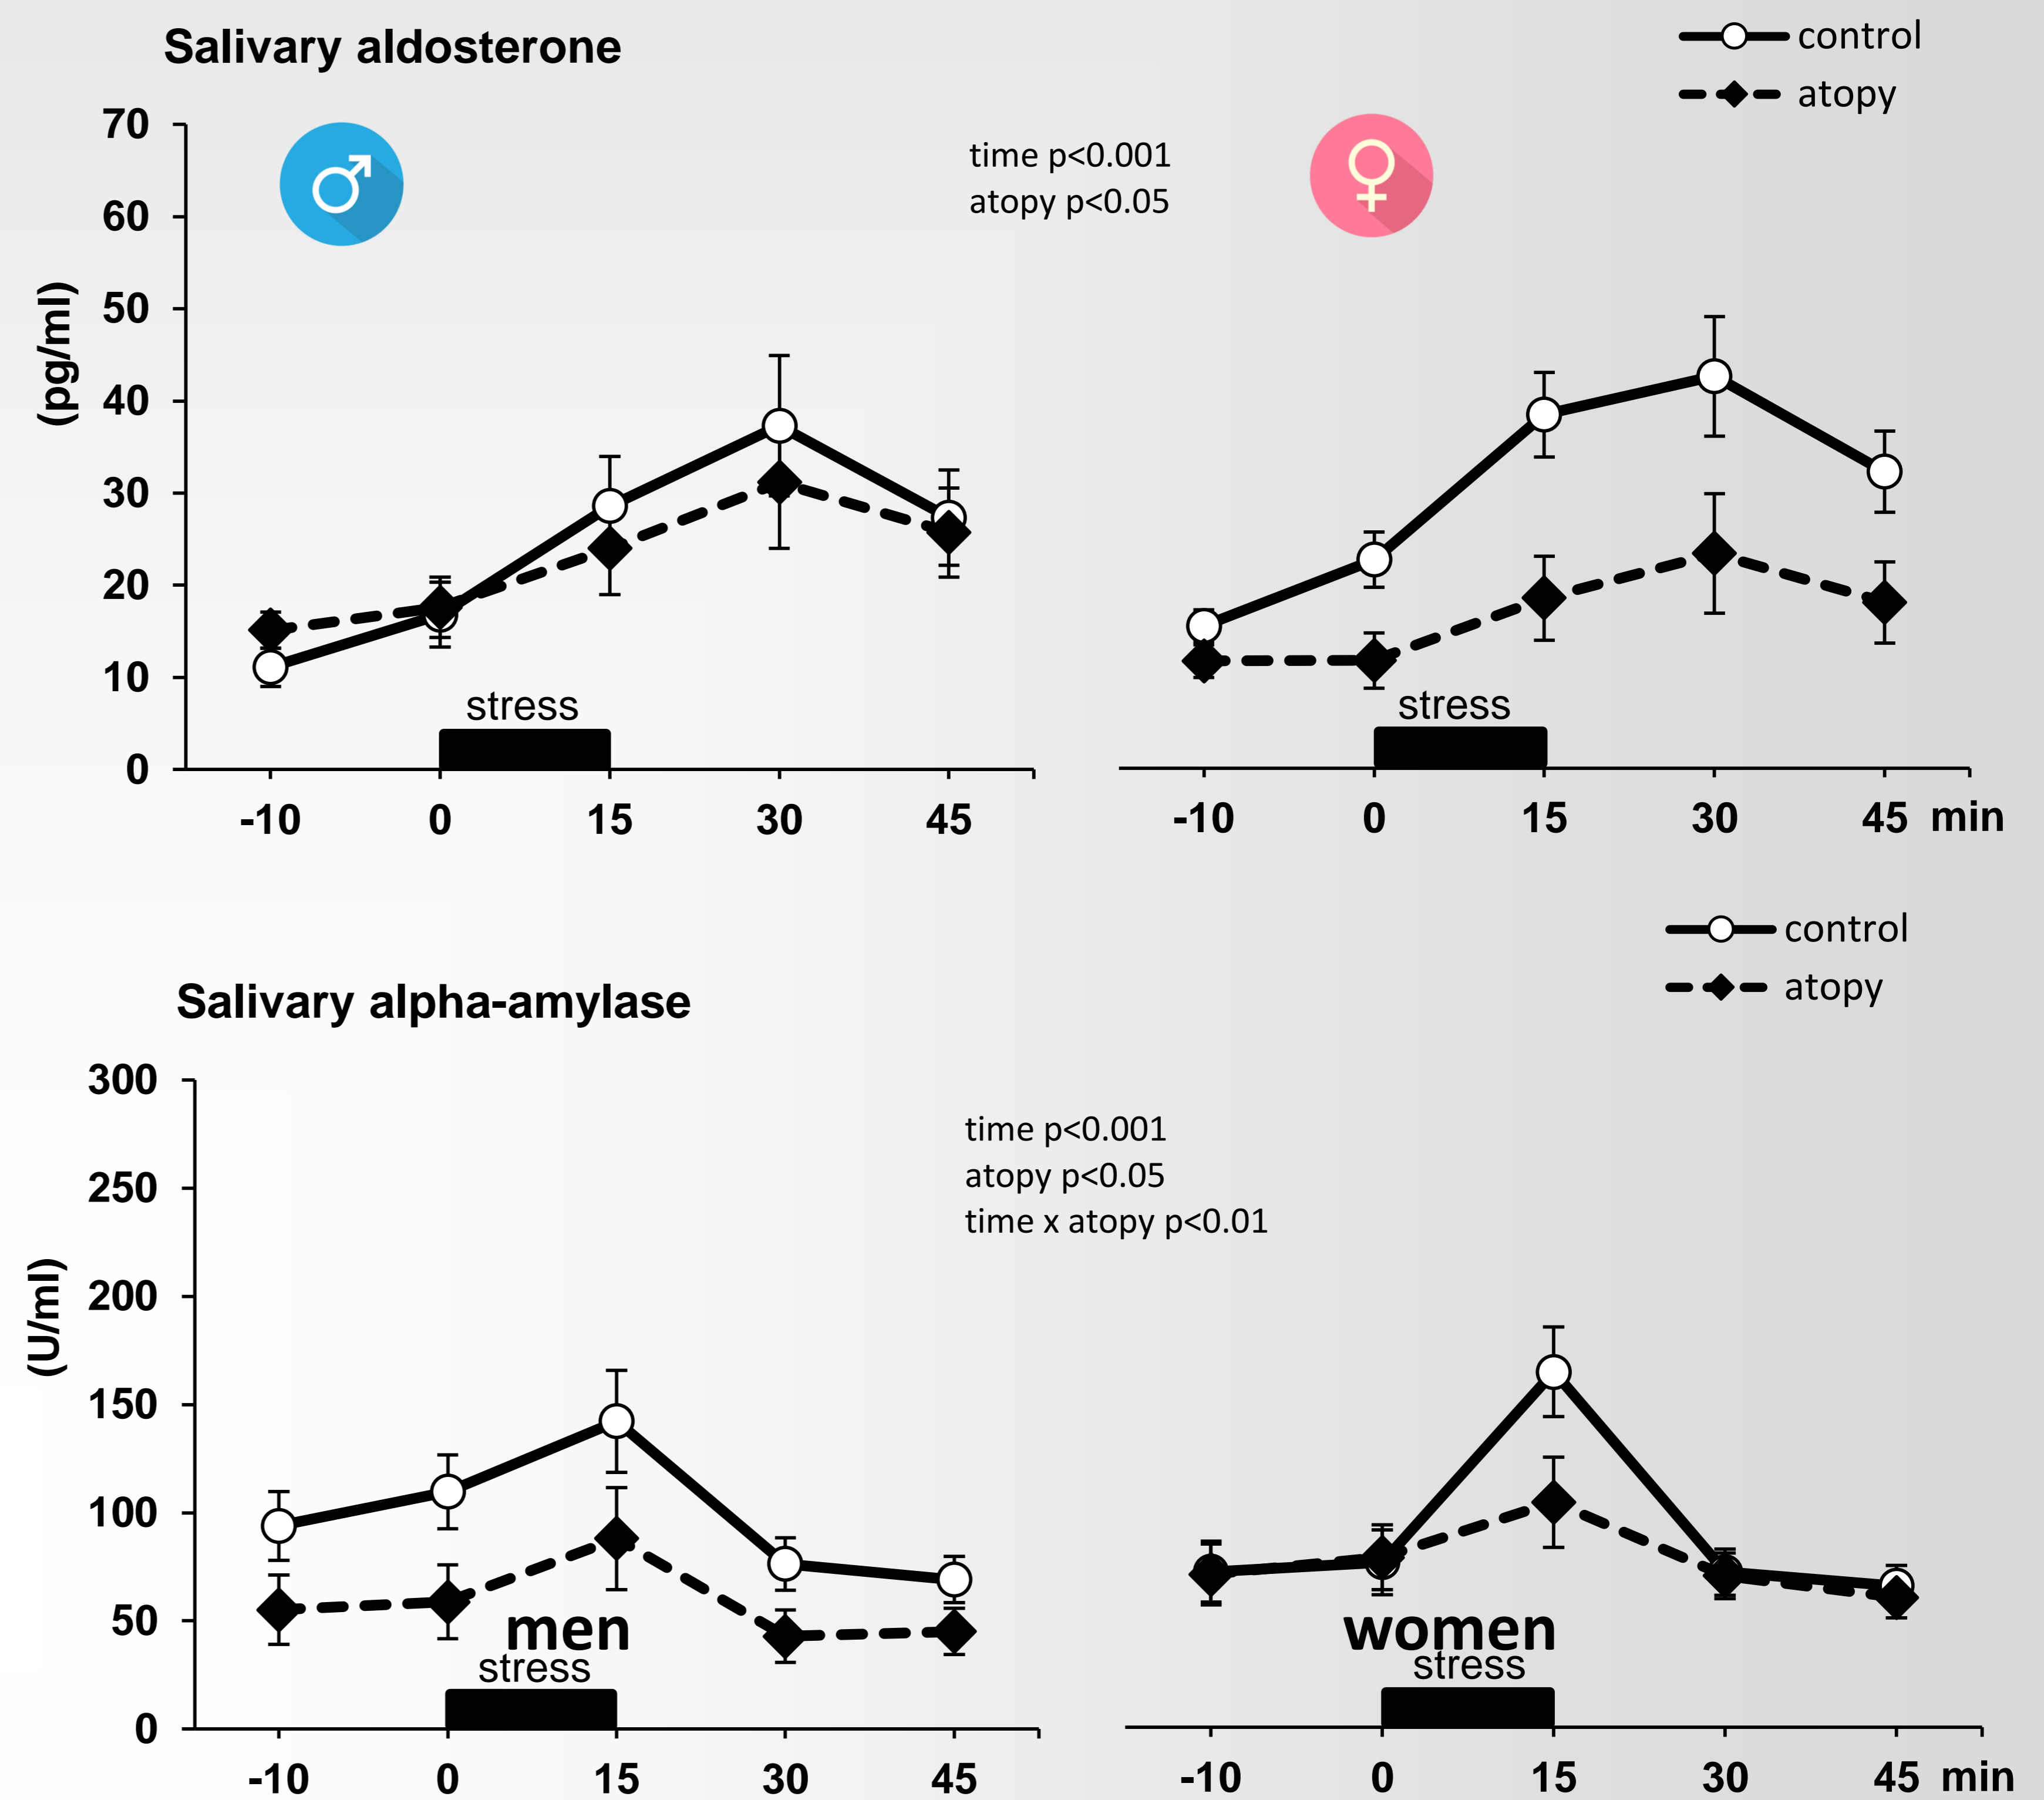 Salivary aldosterone
control
atopy
70
60
50
40
30
20
10
0
(pg/ml)
time p<0.001
atopy p<0.05
stress
-10 0 15 30 45
stress
-10 0 15 30 45 min
control
atopy
Salivary alpha-amylase
300
250
200
150
100
50
0
(U/ml)
time p<0.001
atopy p<0.05
time x atopy p<0.01
men
stress
-10 0 15 30 45
women
stress
-10 0 15 30 45 min